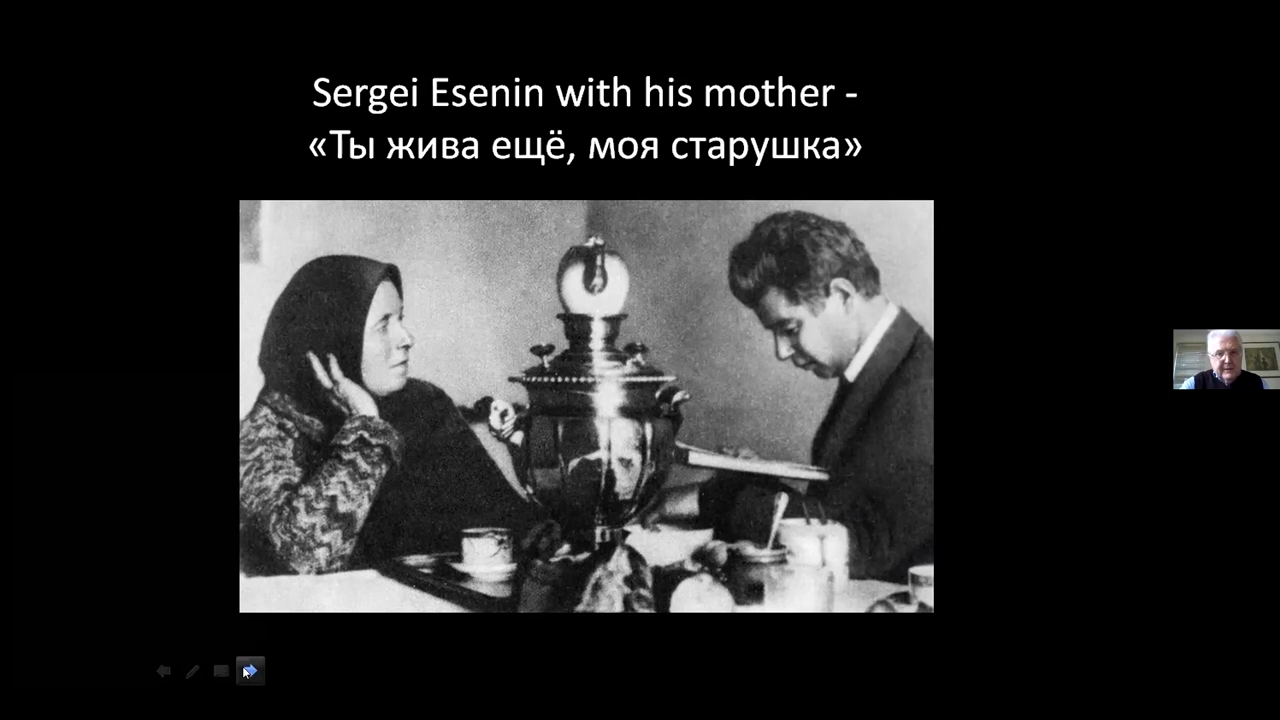 Sergei Esenin with his mother -
«Ты жива ещё, моя старушка»